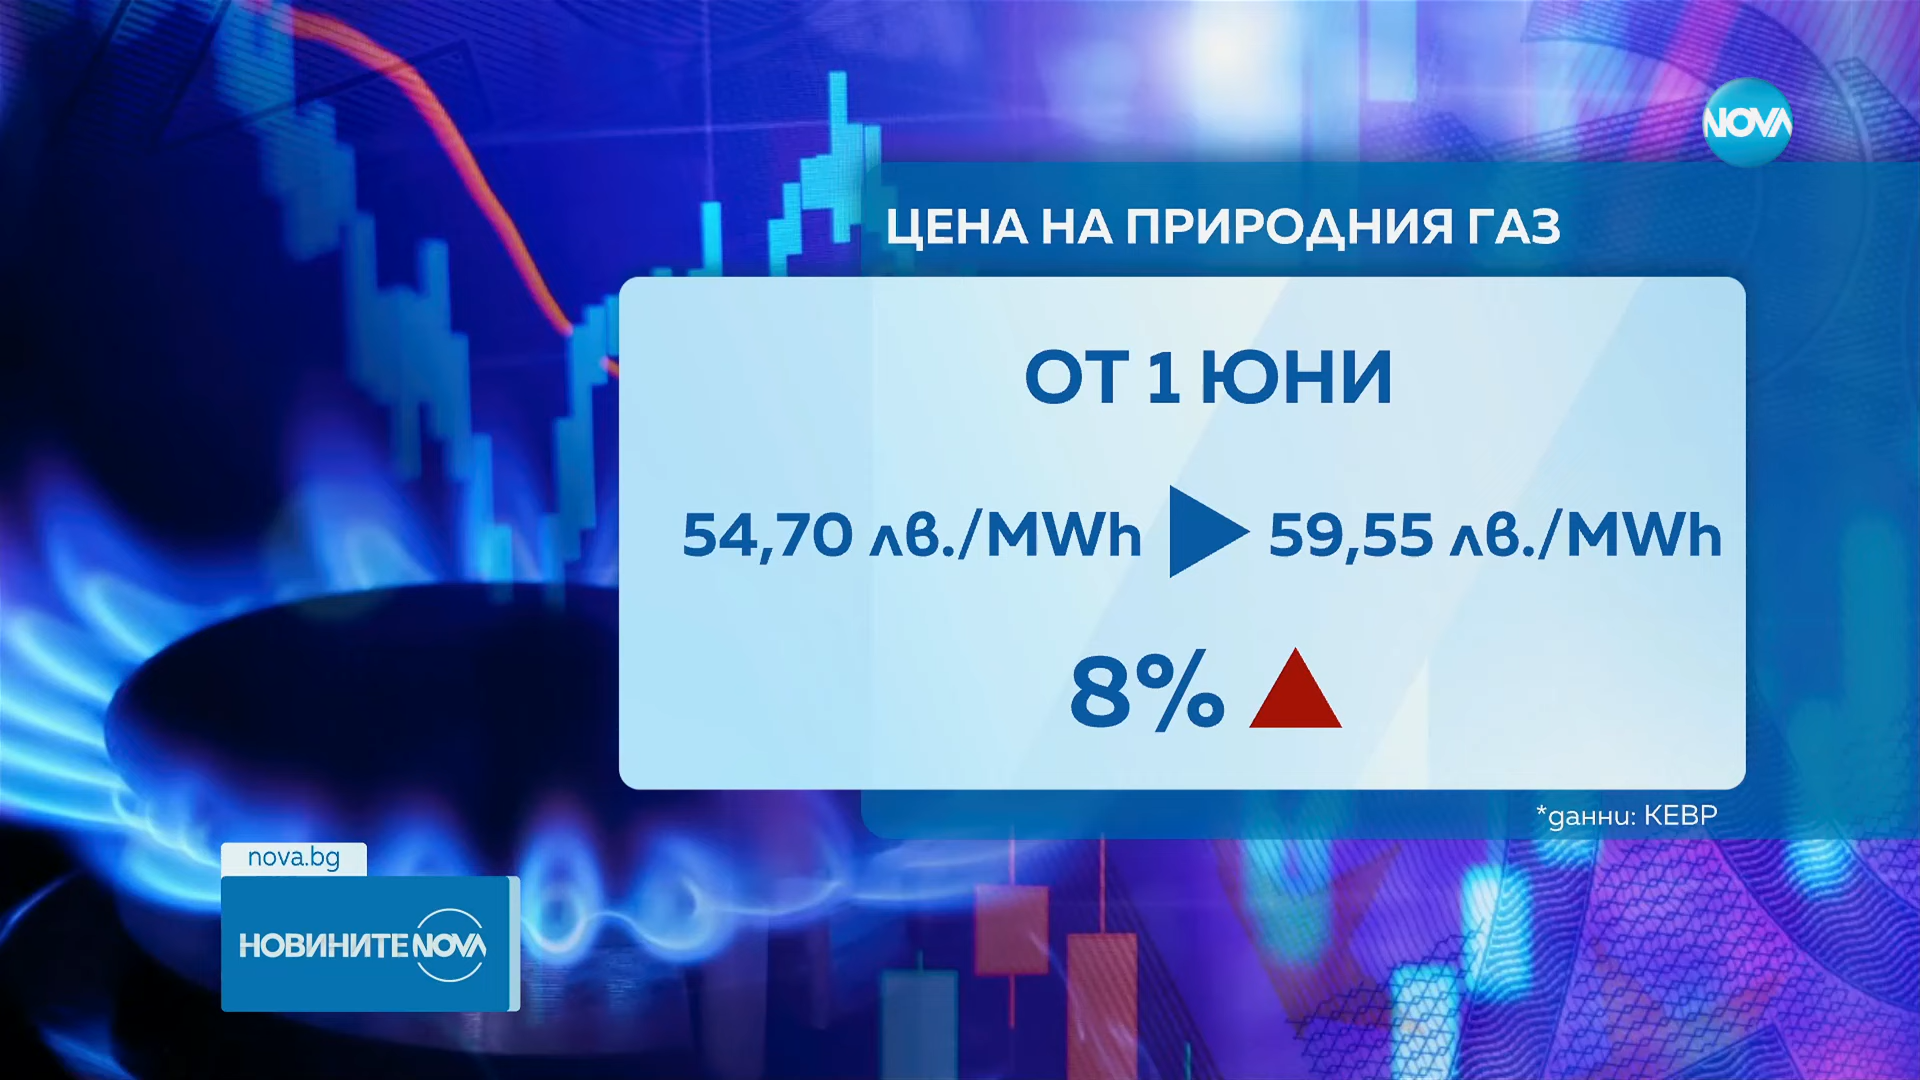 NOVA
ЦЕНА НА ПРИРОДНИЯ ГАЗ
ОТ 1 ЮНИ
54,70 лв./MWh 59,55 лв./MWh
8%
*данни: КЕВР
nova.bg
НОВИНИТЕ NOVA